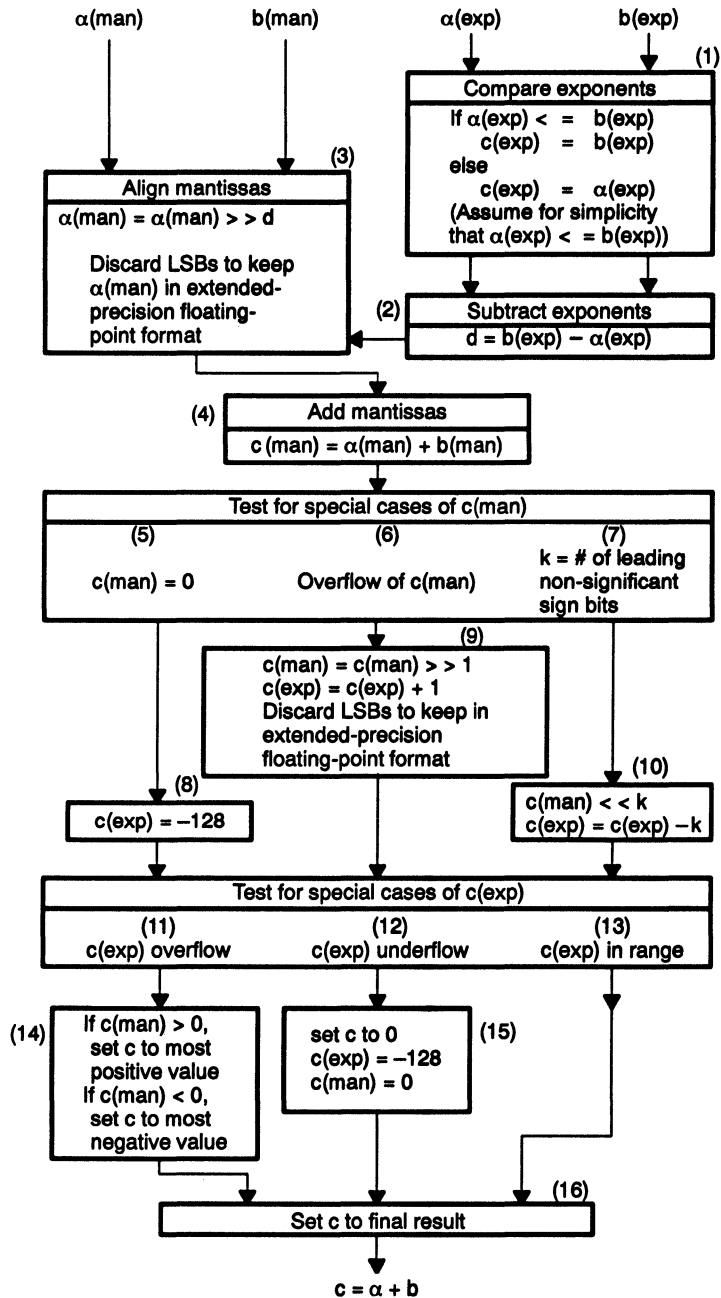 α(man)
b(man)
α(exp)
b(exp)
(1)
Compare exponents
If α(exp) < = b(exp)
c(exp) = b(exp)
else
c(exp) = α(exp)
(Assume for simplicity
that α(exp) < = b(exp))
(3)
Align mantissas
α(man) = α(man) > > d
Discard LSBs to keep
α(man) in extended-
precision floating-
point format
(2)
Subtract exponents
d = b(exp) – α(exp)
(4)
Add mantissas
c (man) = α(man) + b(man)
Test for special cases of c(man)
(5)
c(man) = 0
(6)
Overflow of c(man)
(7)
k = # of leading
non-significant
sign bits
(9)
c(man) = c(man) > > 1
c(exp) = c(exp) + 1
Discard LSBs to keep in
extended-precision
floating-point format
(8)
c(exp) = –128
(10)
c(man) < < k
c(exp) = c(exp) –k
Test for special cases of c(exp)
(11)
c(exp) overflow
(12)
c(exp) underflow
(13)
c(exp) in range
(14)
If c(man) > 0,
set c to most
positive value
If c(man) < 0,
set c to most
negative value
(15)
set c to 0
c(exp) = –128
c(man) = 0
(16)
Set c to final result
c = α + b